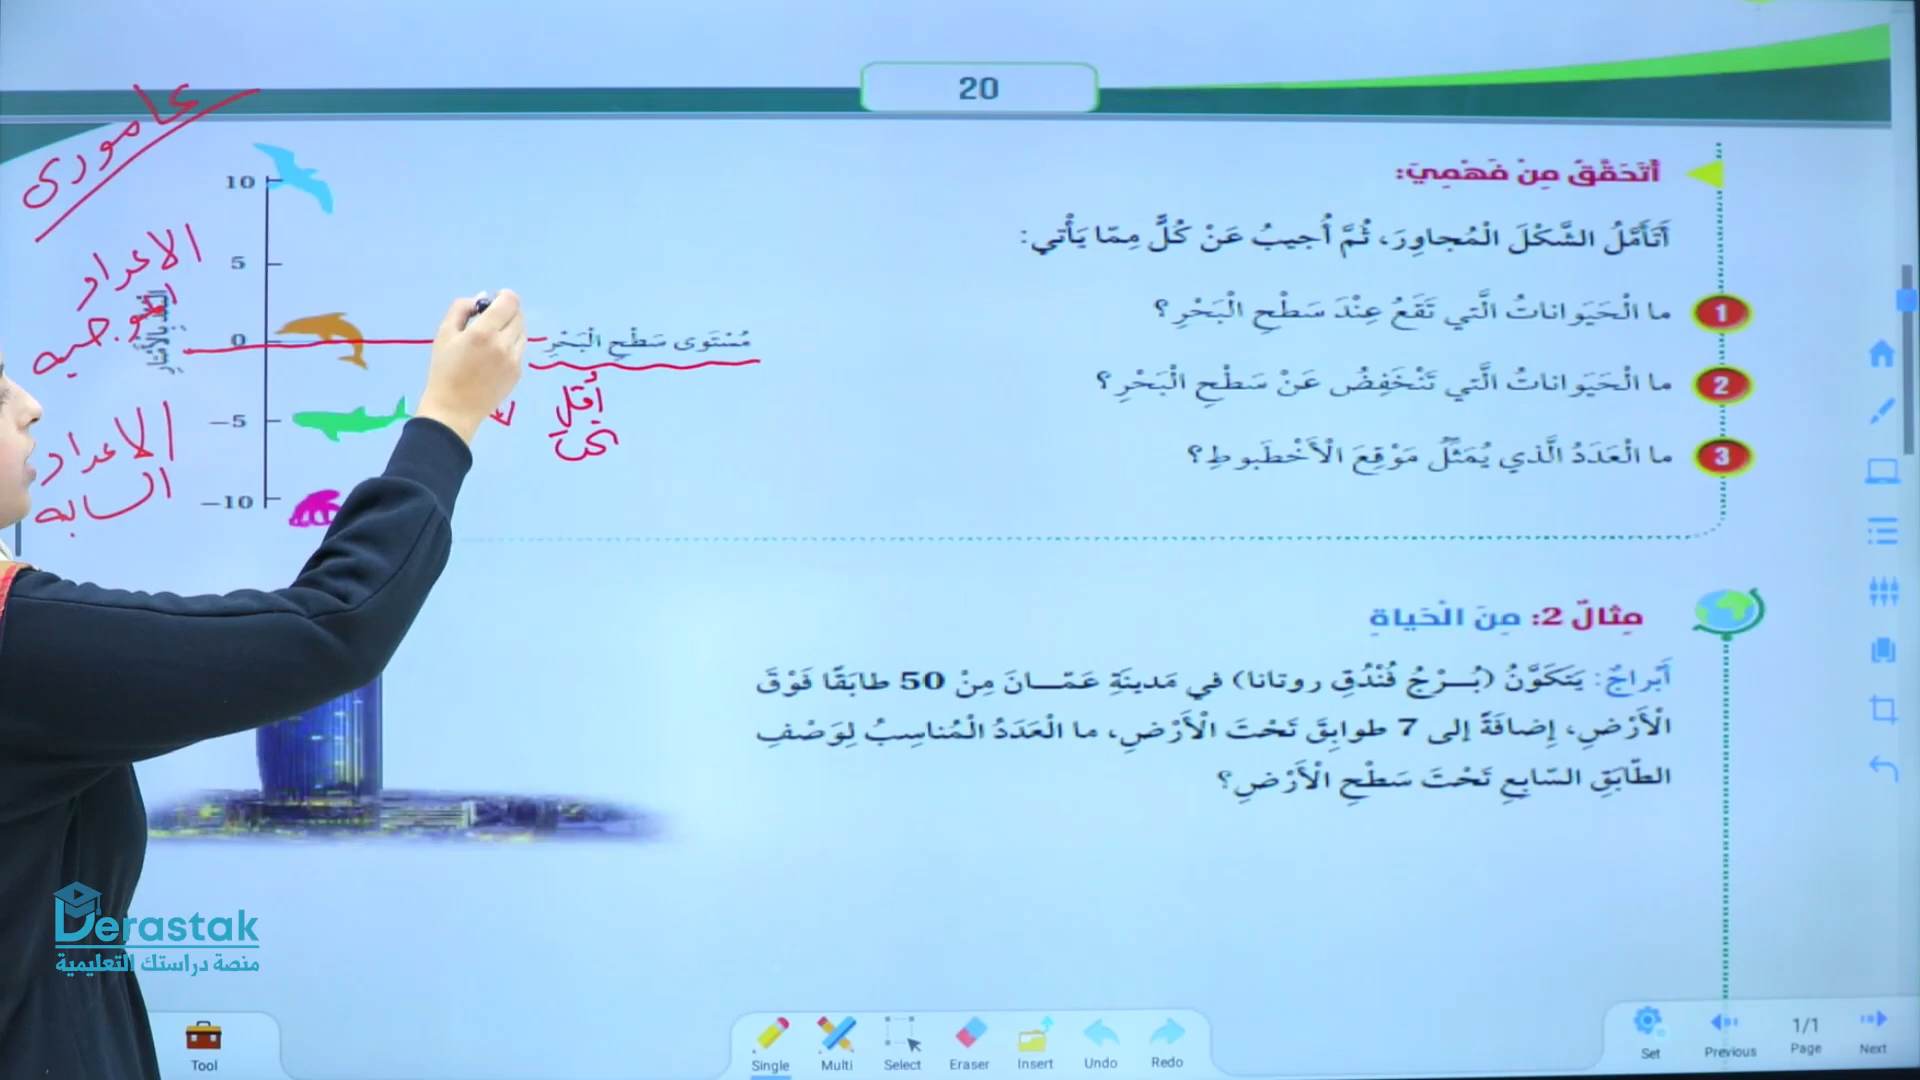 20
أَتَحَقَّقُ مِنْ فَهْمِيَ:
أَتَأَمَّلُ الشَّكْلَ الْمُجاوِرَ، ثُمَّ أُجيبُ عَنْ كُلٍّ مِمّا يَأْتي:
1 ما الْحَيَواناتُ الَّتي تَقَعُ عِنْدَ سَطْحِ الْبَحْرِ؟
2 ما الْحَيَواناتُ الَّتي تَنْخَفِضُ عَنْ سَطْحِ الْبَحْرِ؟
3 ما الْعَدَدُ الَّذي يُمَثِّلُ مَوْقِعَ الْأَخْطَبوطِ؟
عامودي
10
5
0
−5
−10
الاعداد
الموجبه
الاعداد
السالبه
مُسْتَوى سَطْحِ الْبَحْرِ
أقل
تحت
مِثالٌ 2: مِنَ الْحَياةِ
أَبْراجٌ: يَتَكَوَّنُ (بُــرْجُ فُنْدُقِ روتانا) في مَدينَةِ عَمّــانَ مِنْ 50 طابَقًا فَوْقَ
الْأَرْضِ، إِضافَةً إلى 7 طوابِقَ تَحْتَ الْأَرْضِ، ما الْعَدَدُ الْمُناسِبُ لِوَصْفِ
الطّابَقِ السّابِعِ تَحْتَ سَطْحِ الْأَرْضِ؟
Derastak
منصة دراستك التعليمية
Tool
Single
Multi
Select
Eraser
Insert
Undo
Redo
Set
Previous
1/1
Page
Next